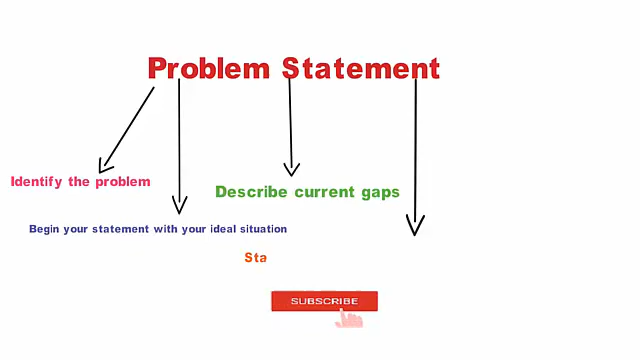 Problem Statement
Identify the problem
Describe current gaps
Begin your statement with your ideal situation
Sta
SUBSCRIBE